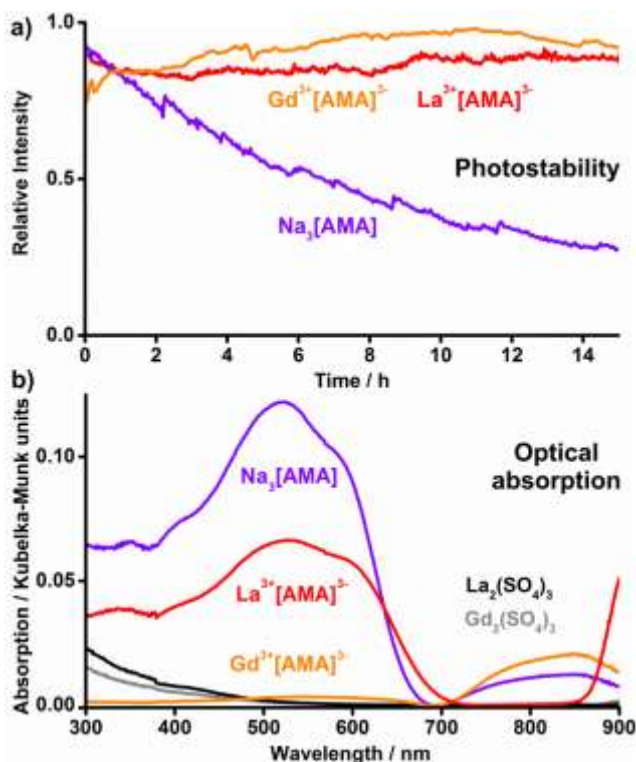 a)
1.0
Gd³⁺[AMA]³⁻
La³⁺[AMA]³⁻
Relative Intensity
0.5
Photostability
Na₃[AMA]
0.0
0 2 4 6 8 10 12 14
Time / h
b)
Absorption / Kubelka-Munk units
0.10
Optical
absorption
Na₃[AMA]
0.05
La³⁺[AMA]³⁻
La₂(SO₄)₃
Gd₂(SO₄)₃
Gd³⁺[AMA]³⁻
0.00
300 400 500 600 700 800 900
Wavelength / nm